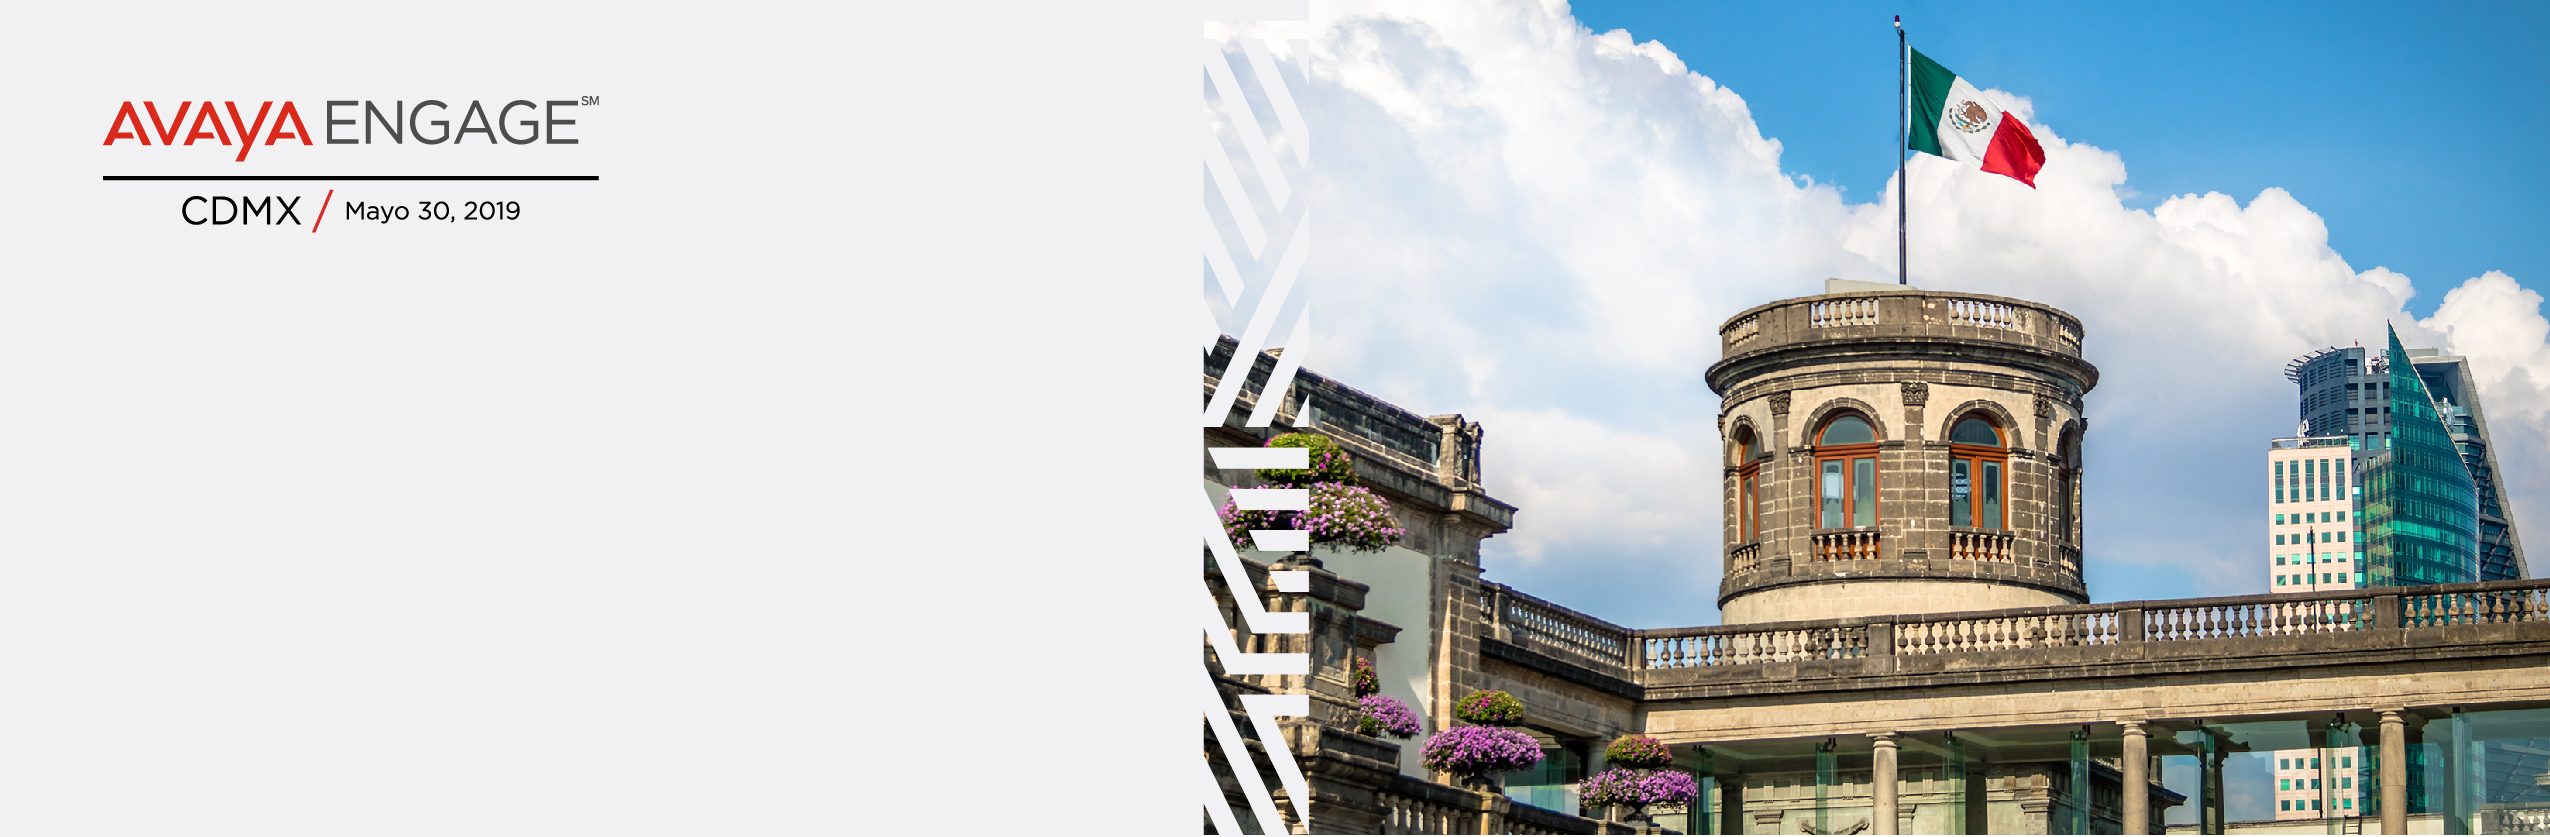 AVAYA ENGAGE℠
CDMX / Mayo 30, 2019